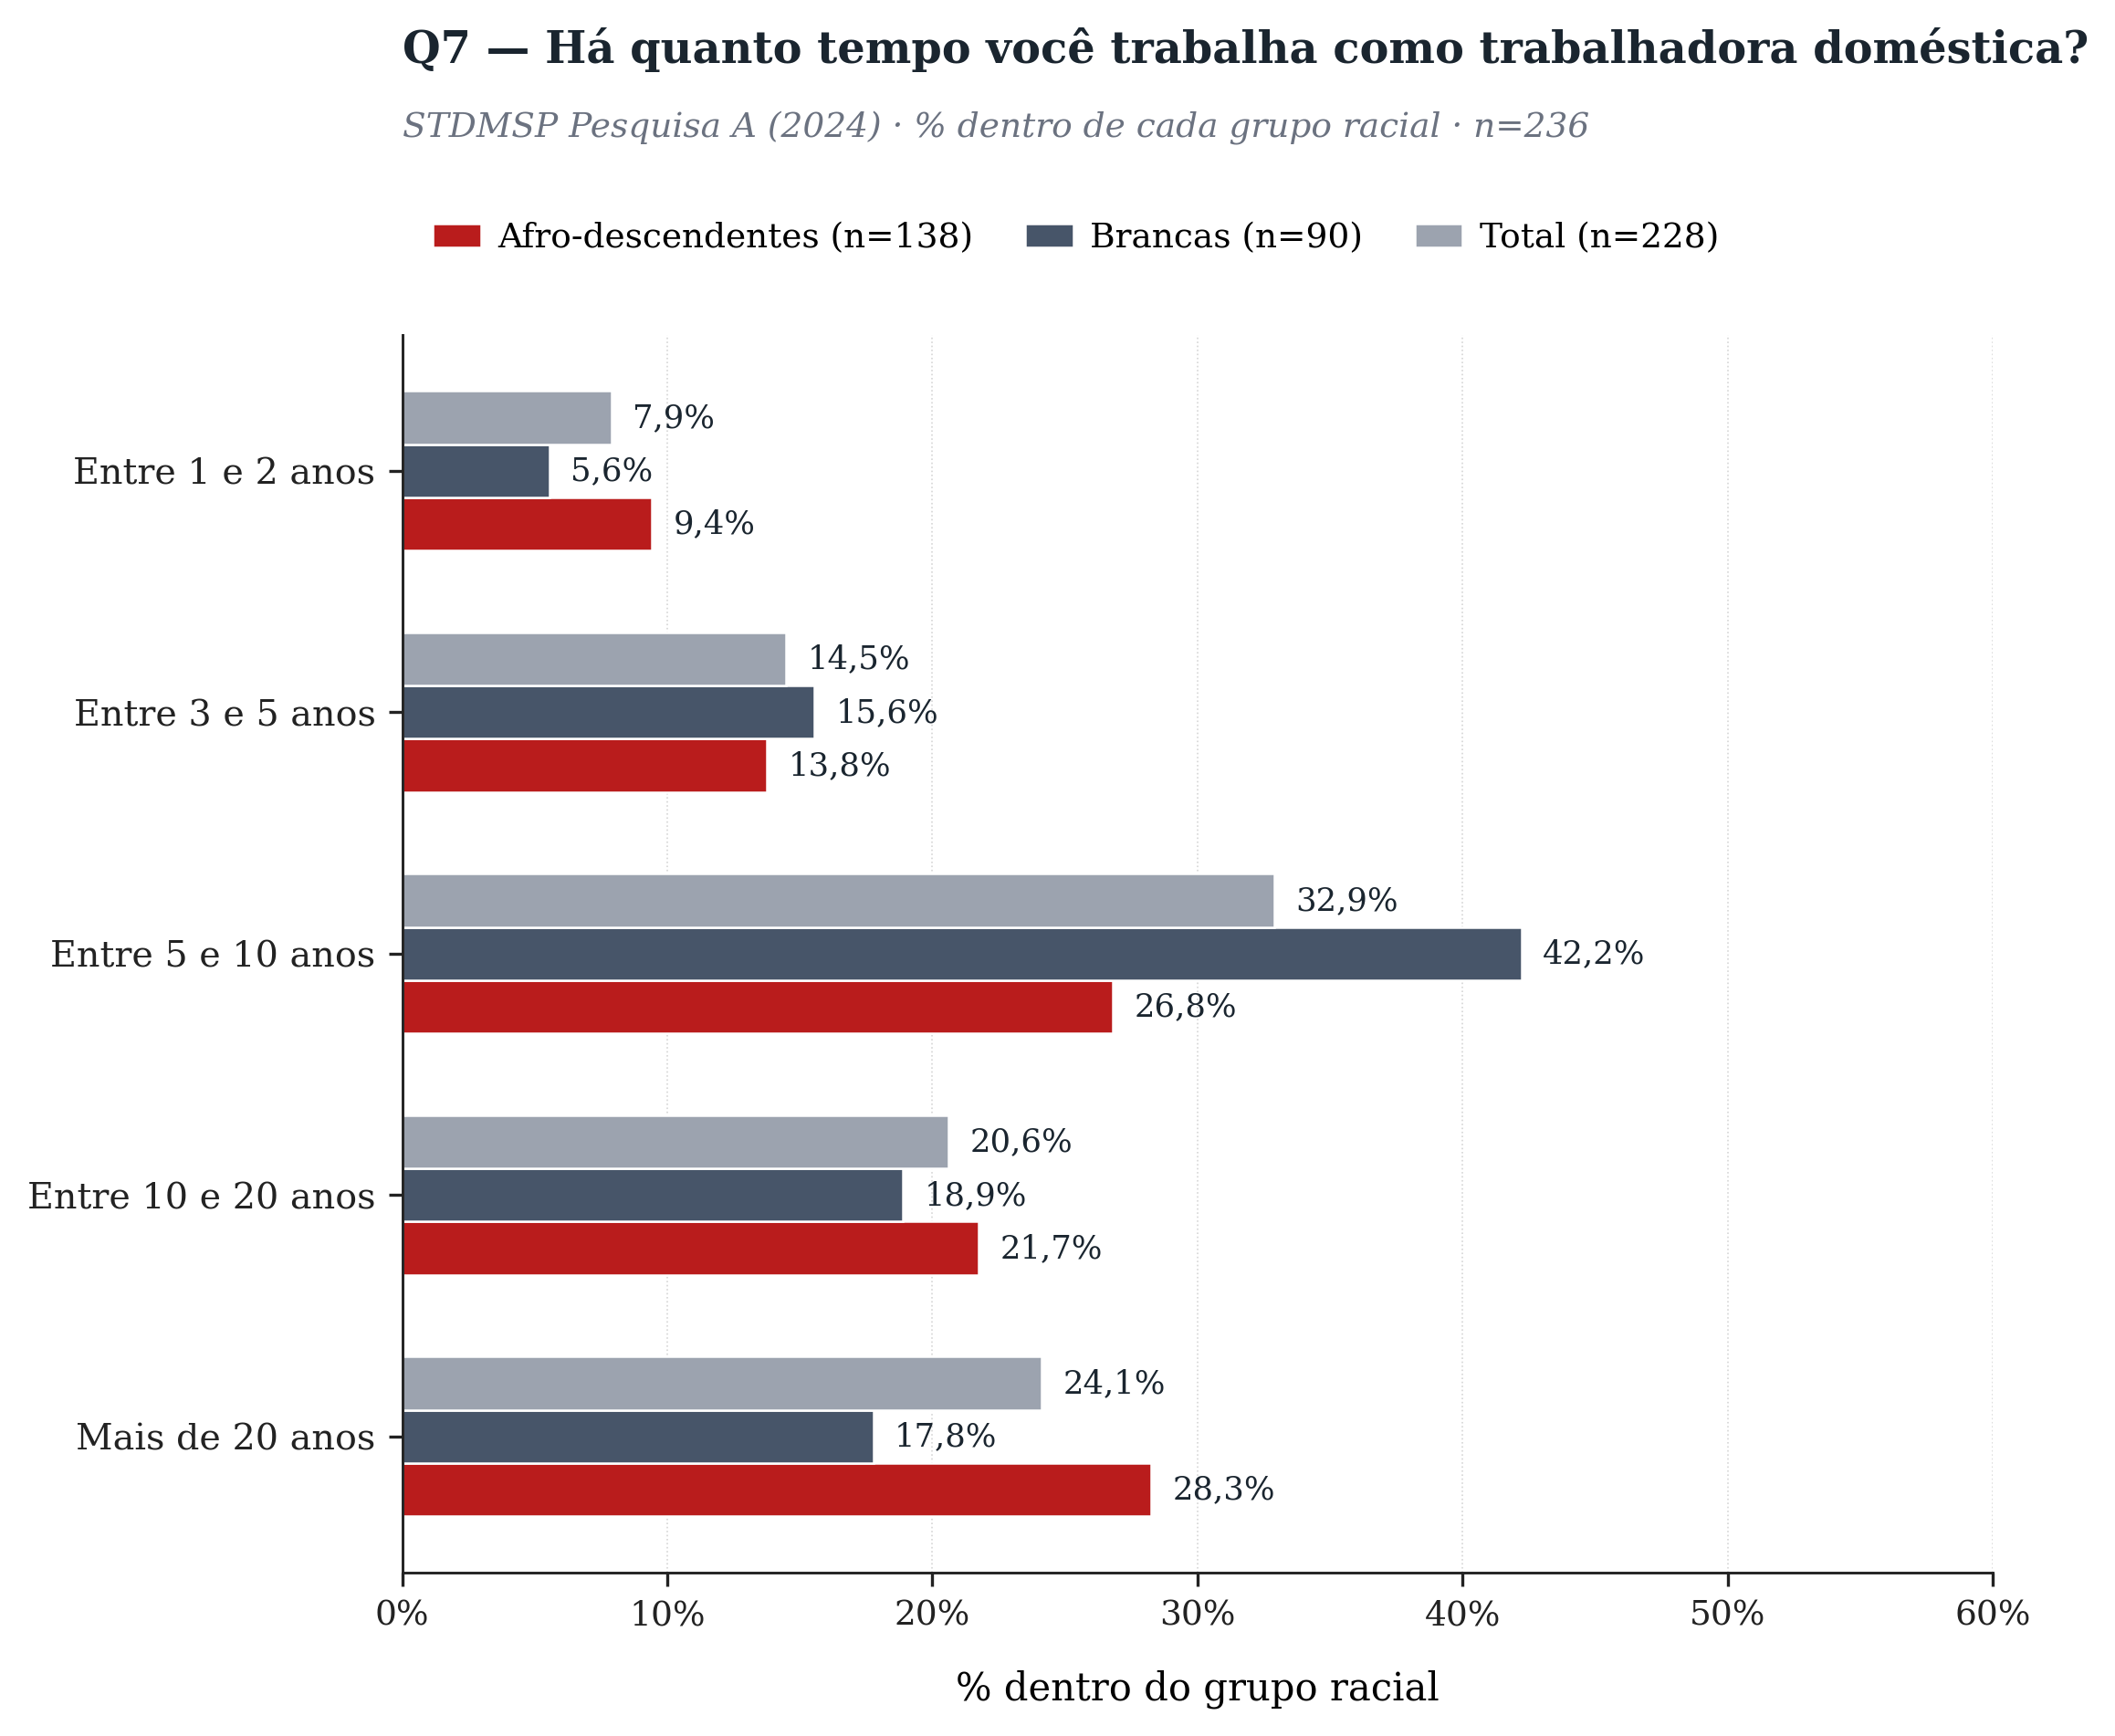 Q7 — Há quanto tempo você trabalha como trabalhadora doméstica?
STDMSP Pesquisa A (2024) · % dentro de cada grupo racial · n=236
Afro-descendentes (n=138) Brancas (n=90) Total (n=228)
7,9%
Entre 1 e 2 anos 5,6%
9,4%
14,5%
Entre 3 e 5 anos 15,6%
13,8%
32,9%
Entre 5 e 10 anos 42,2%
26,8%
20,6%
Entre 10 e 20 anos 18,9%
21,7%
24,1%
Mais de 20 anos 17,8%
28,3%
0% 10% 20% 30% 40% 50% 60%
% dentro do grupo racial